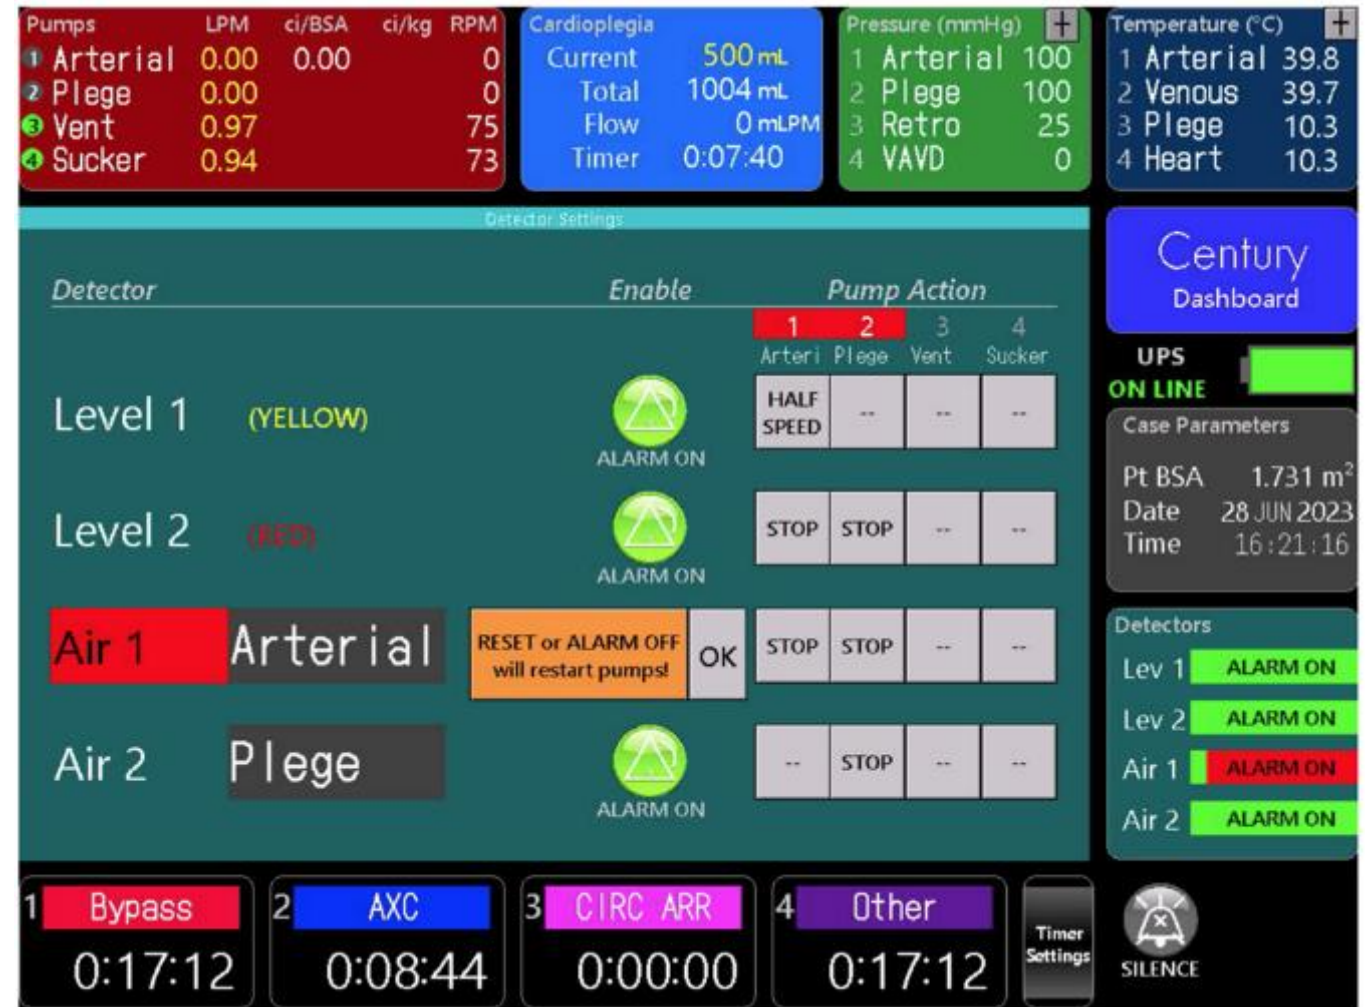 Pumps LPM ci/BSA ci/kg RPM
1 Arterial 0.00 0.00 0
2 Plege 0.00 0
3 Vent 0.97 75
4 Sucker 0.94 73
Cardioplegia
Current 500 mL
Total 1004 mL
Flow 0 mLPM
Timer 0:07:40
Pressure (mmHg) +
1 Arterial 100
2 Plege 100
3 Retro 25
4 VAVD 0
Temperature (°C) +
1 Arterial 39.8
2 Venous 39.7
3 Plege 10.3
4 Heart 10.3
Detector Settings
Detector Enable Pump Action
1 2 3 4
Arteri Plege Vent Sucker
Level 1 (YELLOW) ALARM ON HALF SPEED -- -- --
Level 2 (RED) ALARM ON STOP STOP -- --
Air 1 Arterial RESET or ALARM OFF will restart pumps! OK STOP STOP -- --
Air 2 Plege ALARM ON -- STOP -- --
Century
Dashboard
UPS
ON LINE
Case Parameters
Pt BSA 1.731 m²
Date 28 JUN 2023
Time 16:21:16
Detectors
Lev 1 ALARM ON
Lev 2 ALARM ON
Air 1 ALARM ON
Air 2 ALARM ON
1 Bypass
0:17:12
2 AXC
0:08:44
3 CIRC ARR
0:00:00
4 Other
0:17:12
Timer
Settings
SILENCE